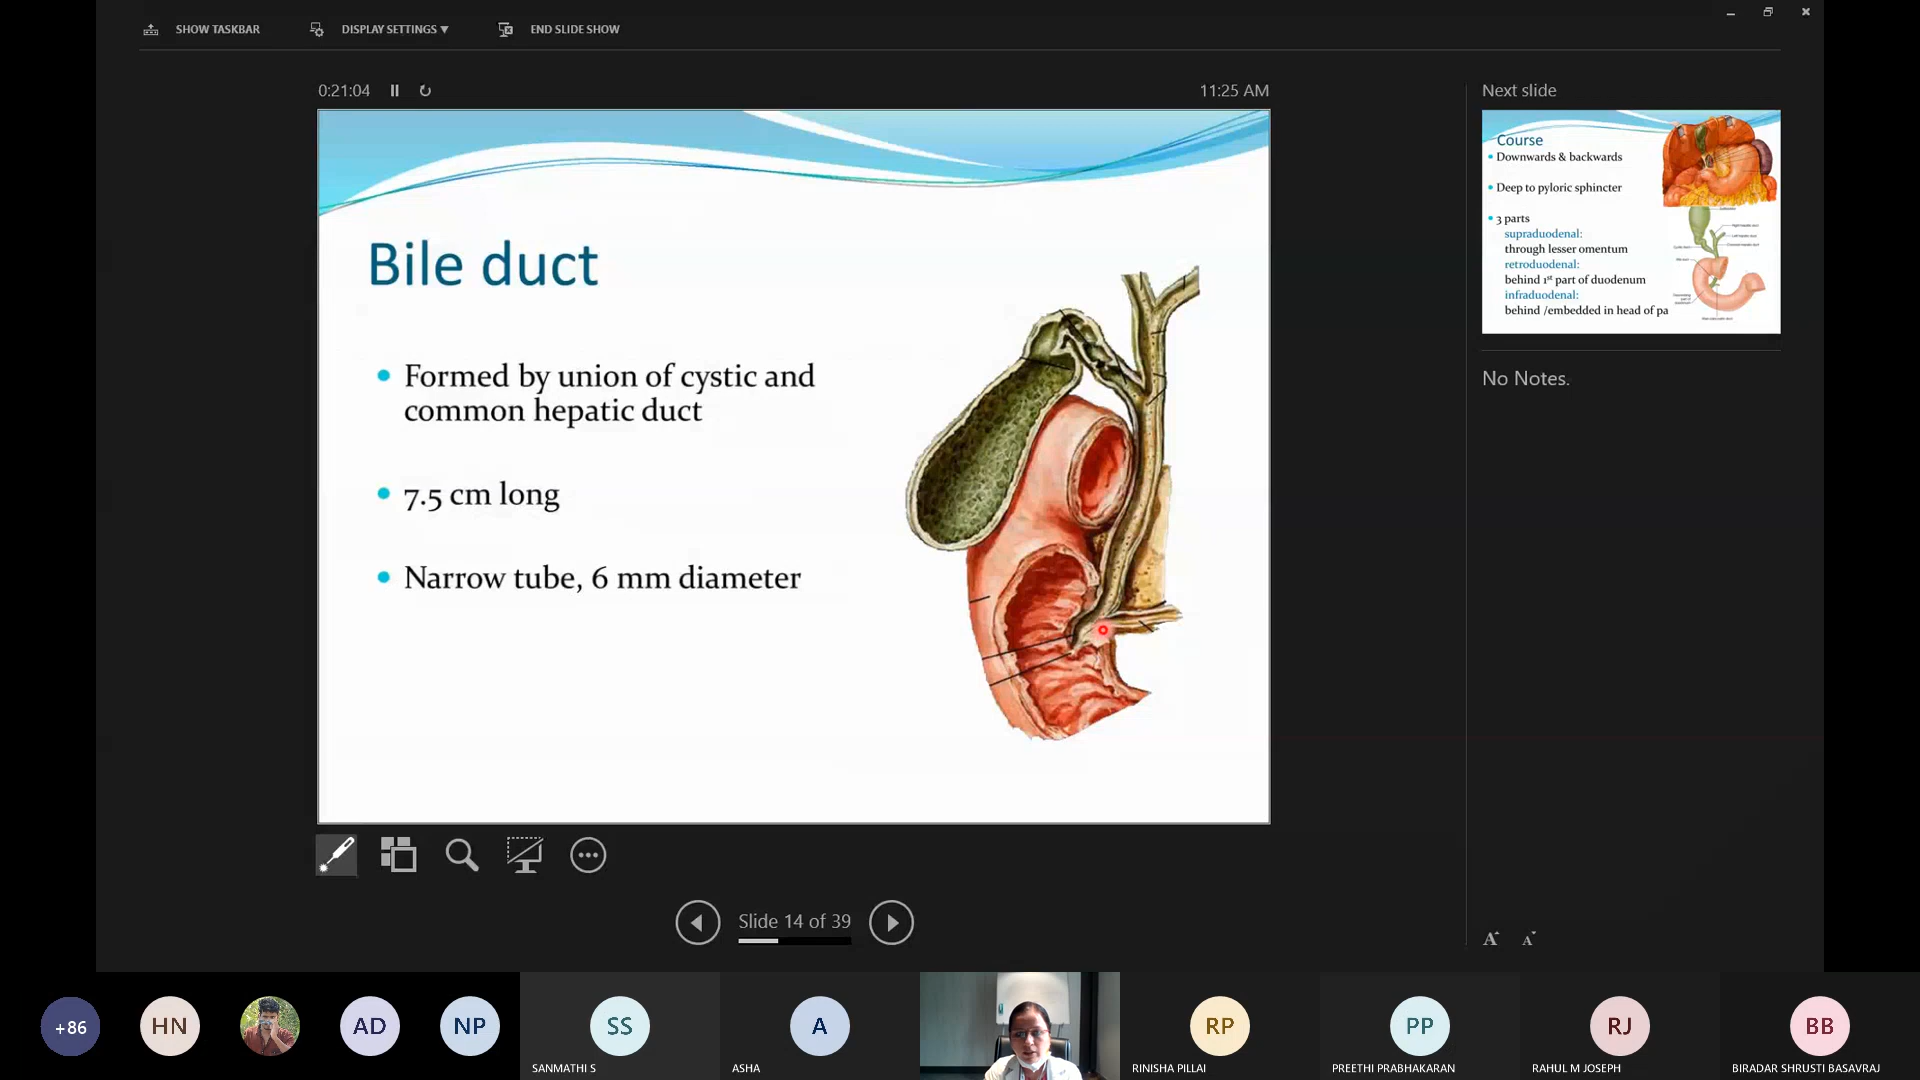 SHOW TASKBAR
DISPLAY SETTINGS ▼
END SLIDE SHOW
0:21:04
11:25 AM
Bile duct
• Formed by union of cystic and
common hepatic duct
• 7.5 cm long
• Narrow tube, 6 mm diameter
Next slide
Course
• Downwards & backwards
• Deep to pyloric sphincter
• 3 parts
supraduodenal:
through lesser omentum
retroduodenal:
behind 1st part of duodenum
infraduodenal:
behind /embedded in head of pa
No Notes.
Slide 14 of 39
A A
+86
HN
AD
NP
SS
SANMATHI S
A
ASHA
RP
RINISHA PILLAI
PP
PREETHI PRABHAKARAN
RJ
RAHUL M JOSEPH
BB
BIRADAR SHRUSTI BASAVRAJ